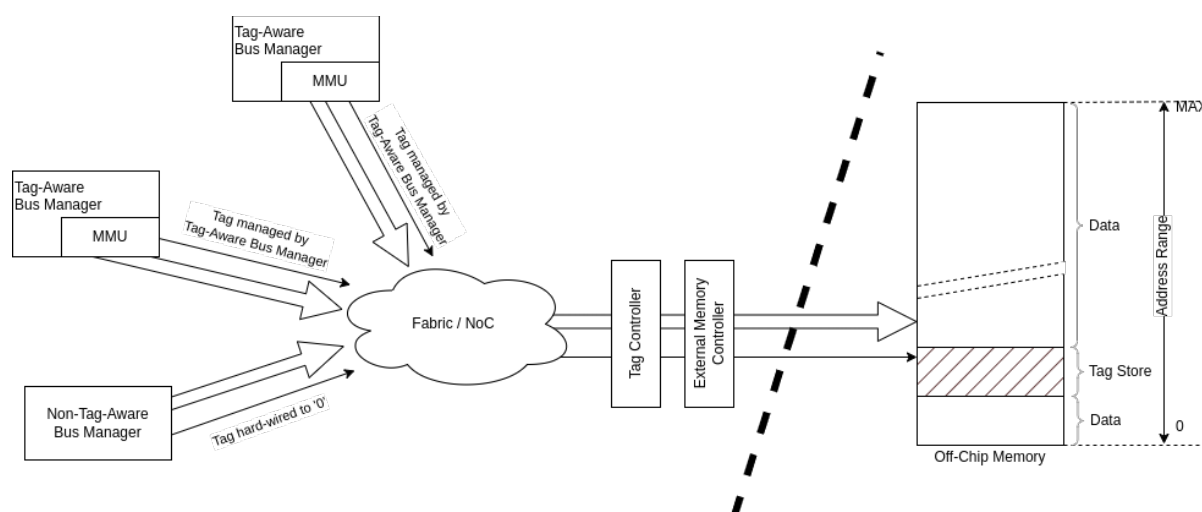 Tag-Aware
Bus Manager
MMU
Tag managed by
Tag-Aware Bus Manager
Tag-Aware
Bus Manager
MMU
Tag managed by
Tag-Aware Bus Manager
Non-Tag-Aware
Bus Manager
Tag hard-wired to '0'
Fabric / NoC
Tag Controller
External Memory
Controller
MAX
Data
Address Range
Tag Store
Data
0
Off-Chip Memory